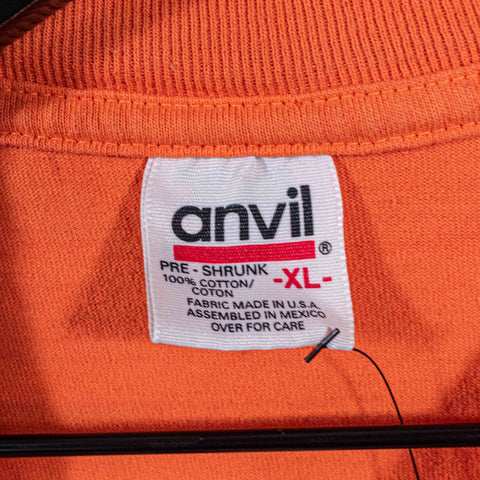 anvil®
PRE - SHRUNK
100% COTTON/
COTON
-XL-
FABRIC MADE IN U.S.A.
ASSEMBLED IN MEXICO
OVER FOR CARE